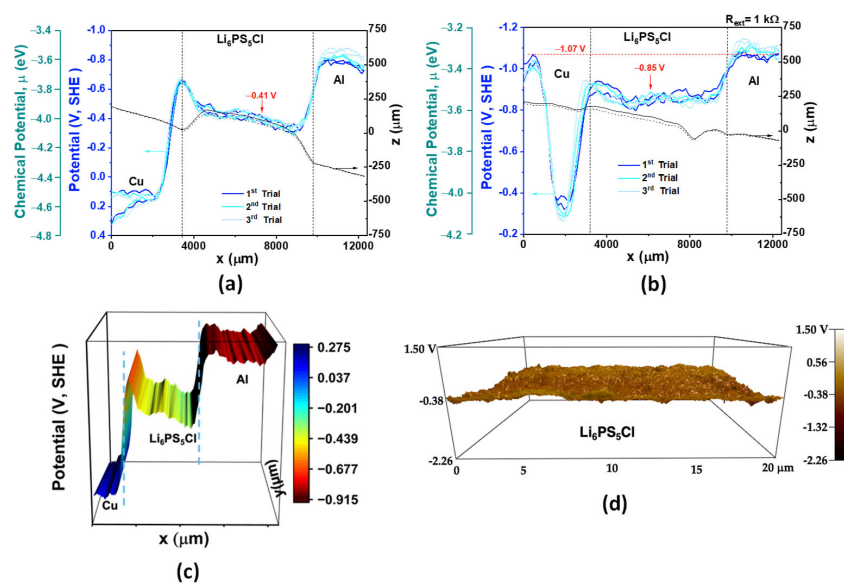 Chemical Potential, μ (eV)
−3.6
−3.8
−4.0
−4.2
−4.4
−4.6
−4.8
Potential (V, SHE)
-1.0
-0.8
-0.6
-0.4
-0.2
0.0
0.2
0.4
Li₆PS₅Cl
−0.41 V
Al
Cu
1st Trial
2nd Trial
3rd Trial
750
500
250
0
-250
-500
-750
z (μm)
0 4000 8000 12000
x (μm)
(a)
Chemical Potential, μ (eV)
−3.2
−3.4
−3.6
−3.8
−4.0
−4.2
Potential (V, SHE)
-1.2
-1.0
-0.8
-0.6
-0.4
-0.2
Li₆PS₅Cl
Rext= 1 kΩ
−1.07 V
Cu
−0.85 V
Al
1st Trial
2nd Trial
3rd Trial
750
500
250
0
-250
-500
-750
z (μm)
0 4000 8000 12000
x (μm)
(b)
Potential (V, SHE)
Al
Li₆PS₅Cl
Cu
y(μm)
x (μm)
0.275
0.037
−0.201
−0.439
−0.677
−0.915
(c)
1.50 V
-0.38
-2.26
Li₆PS₅Cl
0 5 10 15 20 μm
1.50 V
0.56
-0.38
-1.32
-2.26
(d)